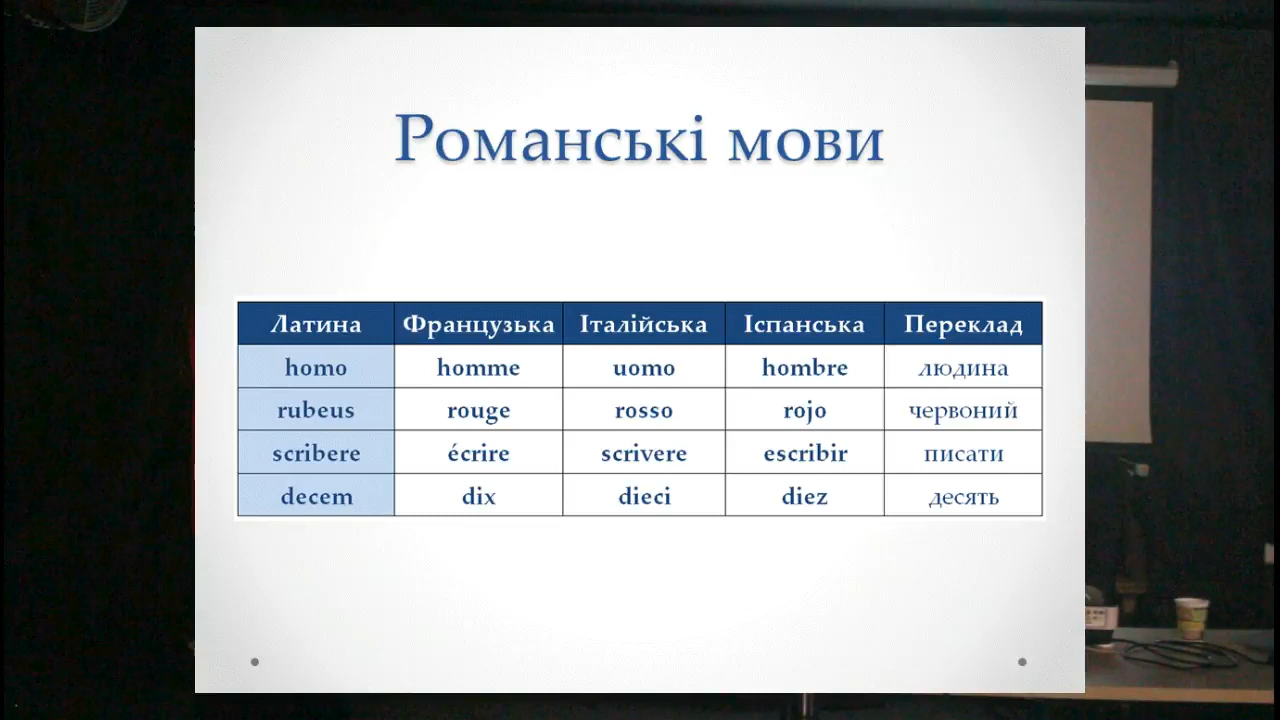 Романські мови
Латина Французька Італійська Іспанська Переклад
homo homme uomo hombre людина
rubeus rouge rosso rojo червоний
scribere écrire scrivere escribir писати
decem dix dieci diez десять